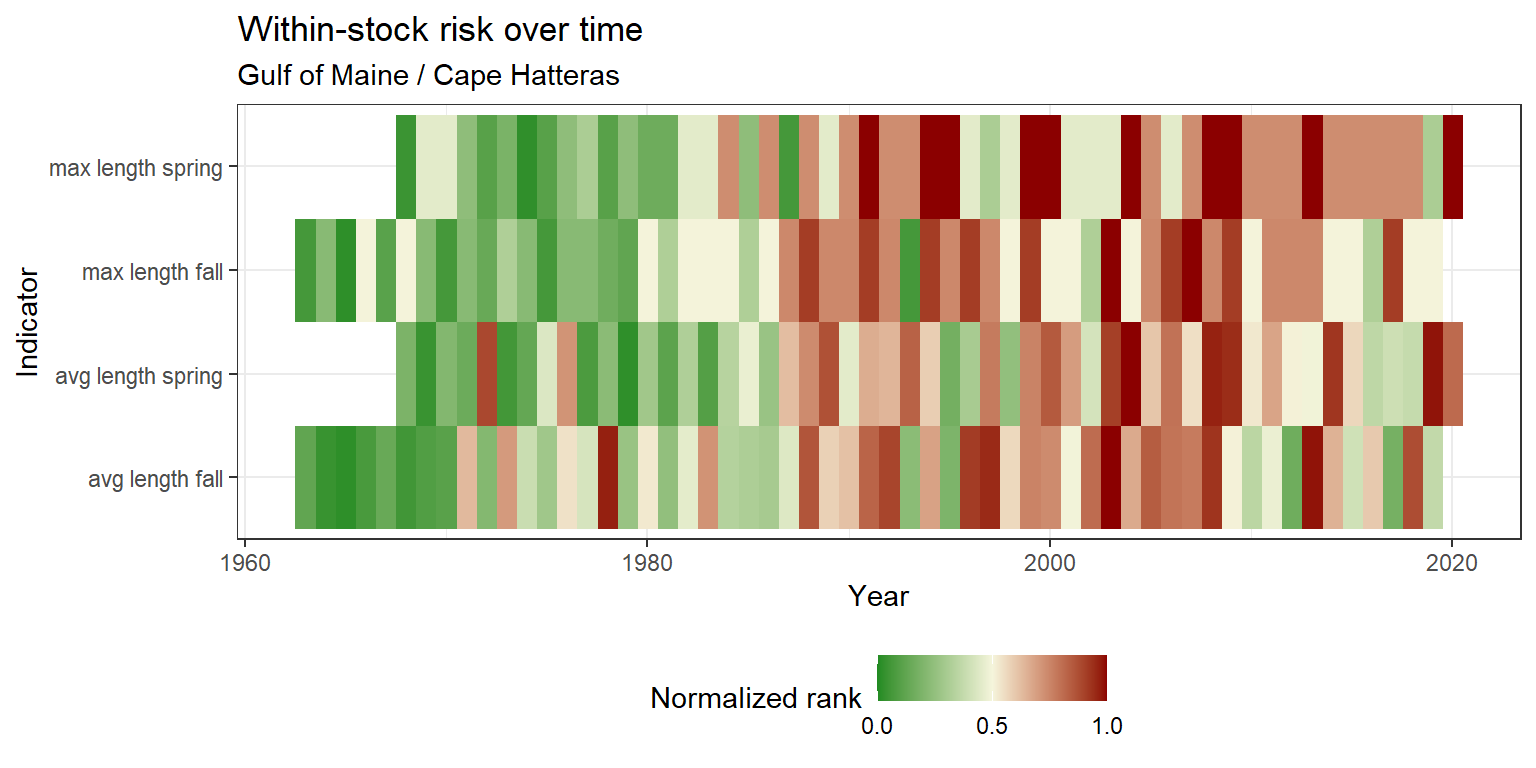 Within-stock risk over time
Gulf of Maine / Cape Hatteras
Indicator
max length spring
max length fall
avg length spring
avg length fall
1960 1980 2000 2020
Year
Normalized rank
0.0 0.5 1.0